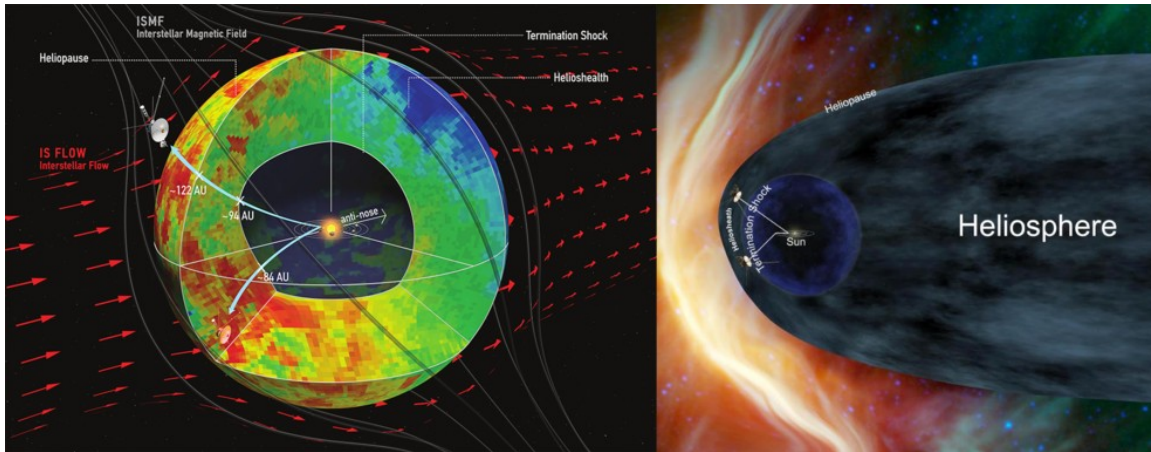 ISMF
Interstellar Magnetic Field
Termination Shock
Heliopause
Helioshealth
IS FLOW
Interstellar Flow
~122 AU
~94 AU
anti-nose
~84 AU
Heliopause
Heliosheath
Termination Shock
Sun
Heliosphere